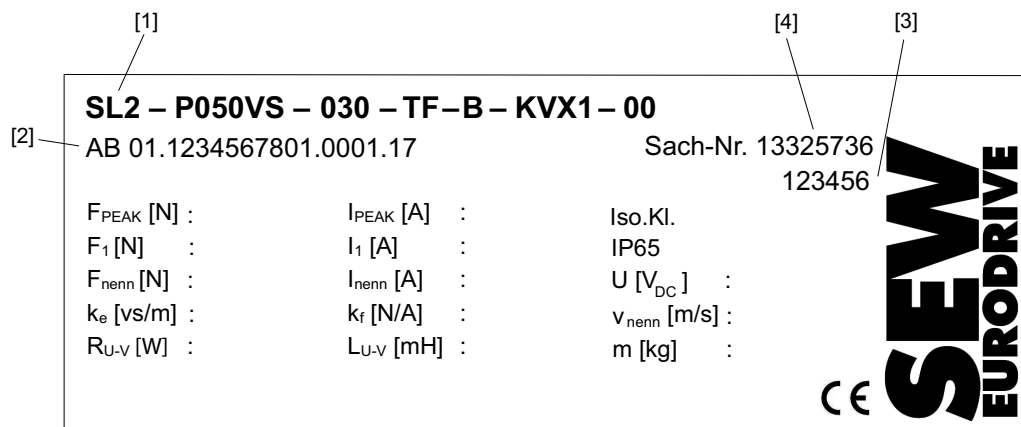 [1] [4] [3]
SL2 – P050VS – 030 – TF – B – KVX1 – 00
[2] AB 01.1234567801.0001.17 Sach-Nr. 13325736
123456
FPEAK [N] : IPEAK [A] : Iso.Kl.
F1 [N] : I1 [A] : IP65
Fnenn [N] : Inenn [A] : U [VDC ] :
ke [vs/m] : kf [N/A] : vnenn [m/s] :
RU-V [W] : LU-V [mH] : m [kg] :
CE
SEW
EURODRIVE